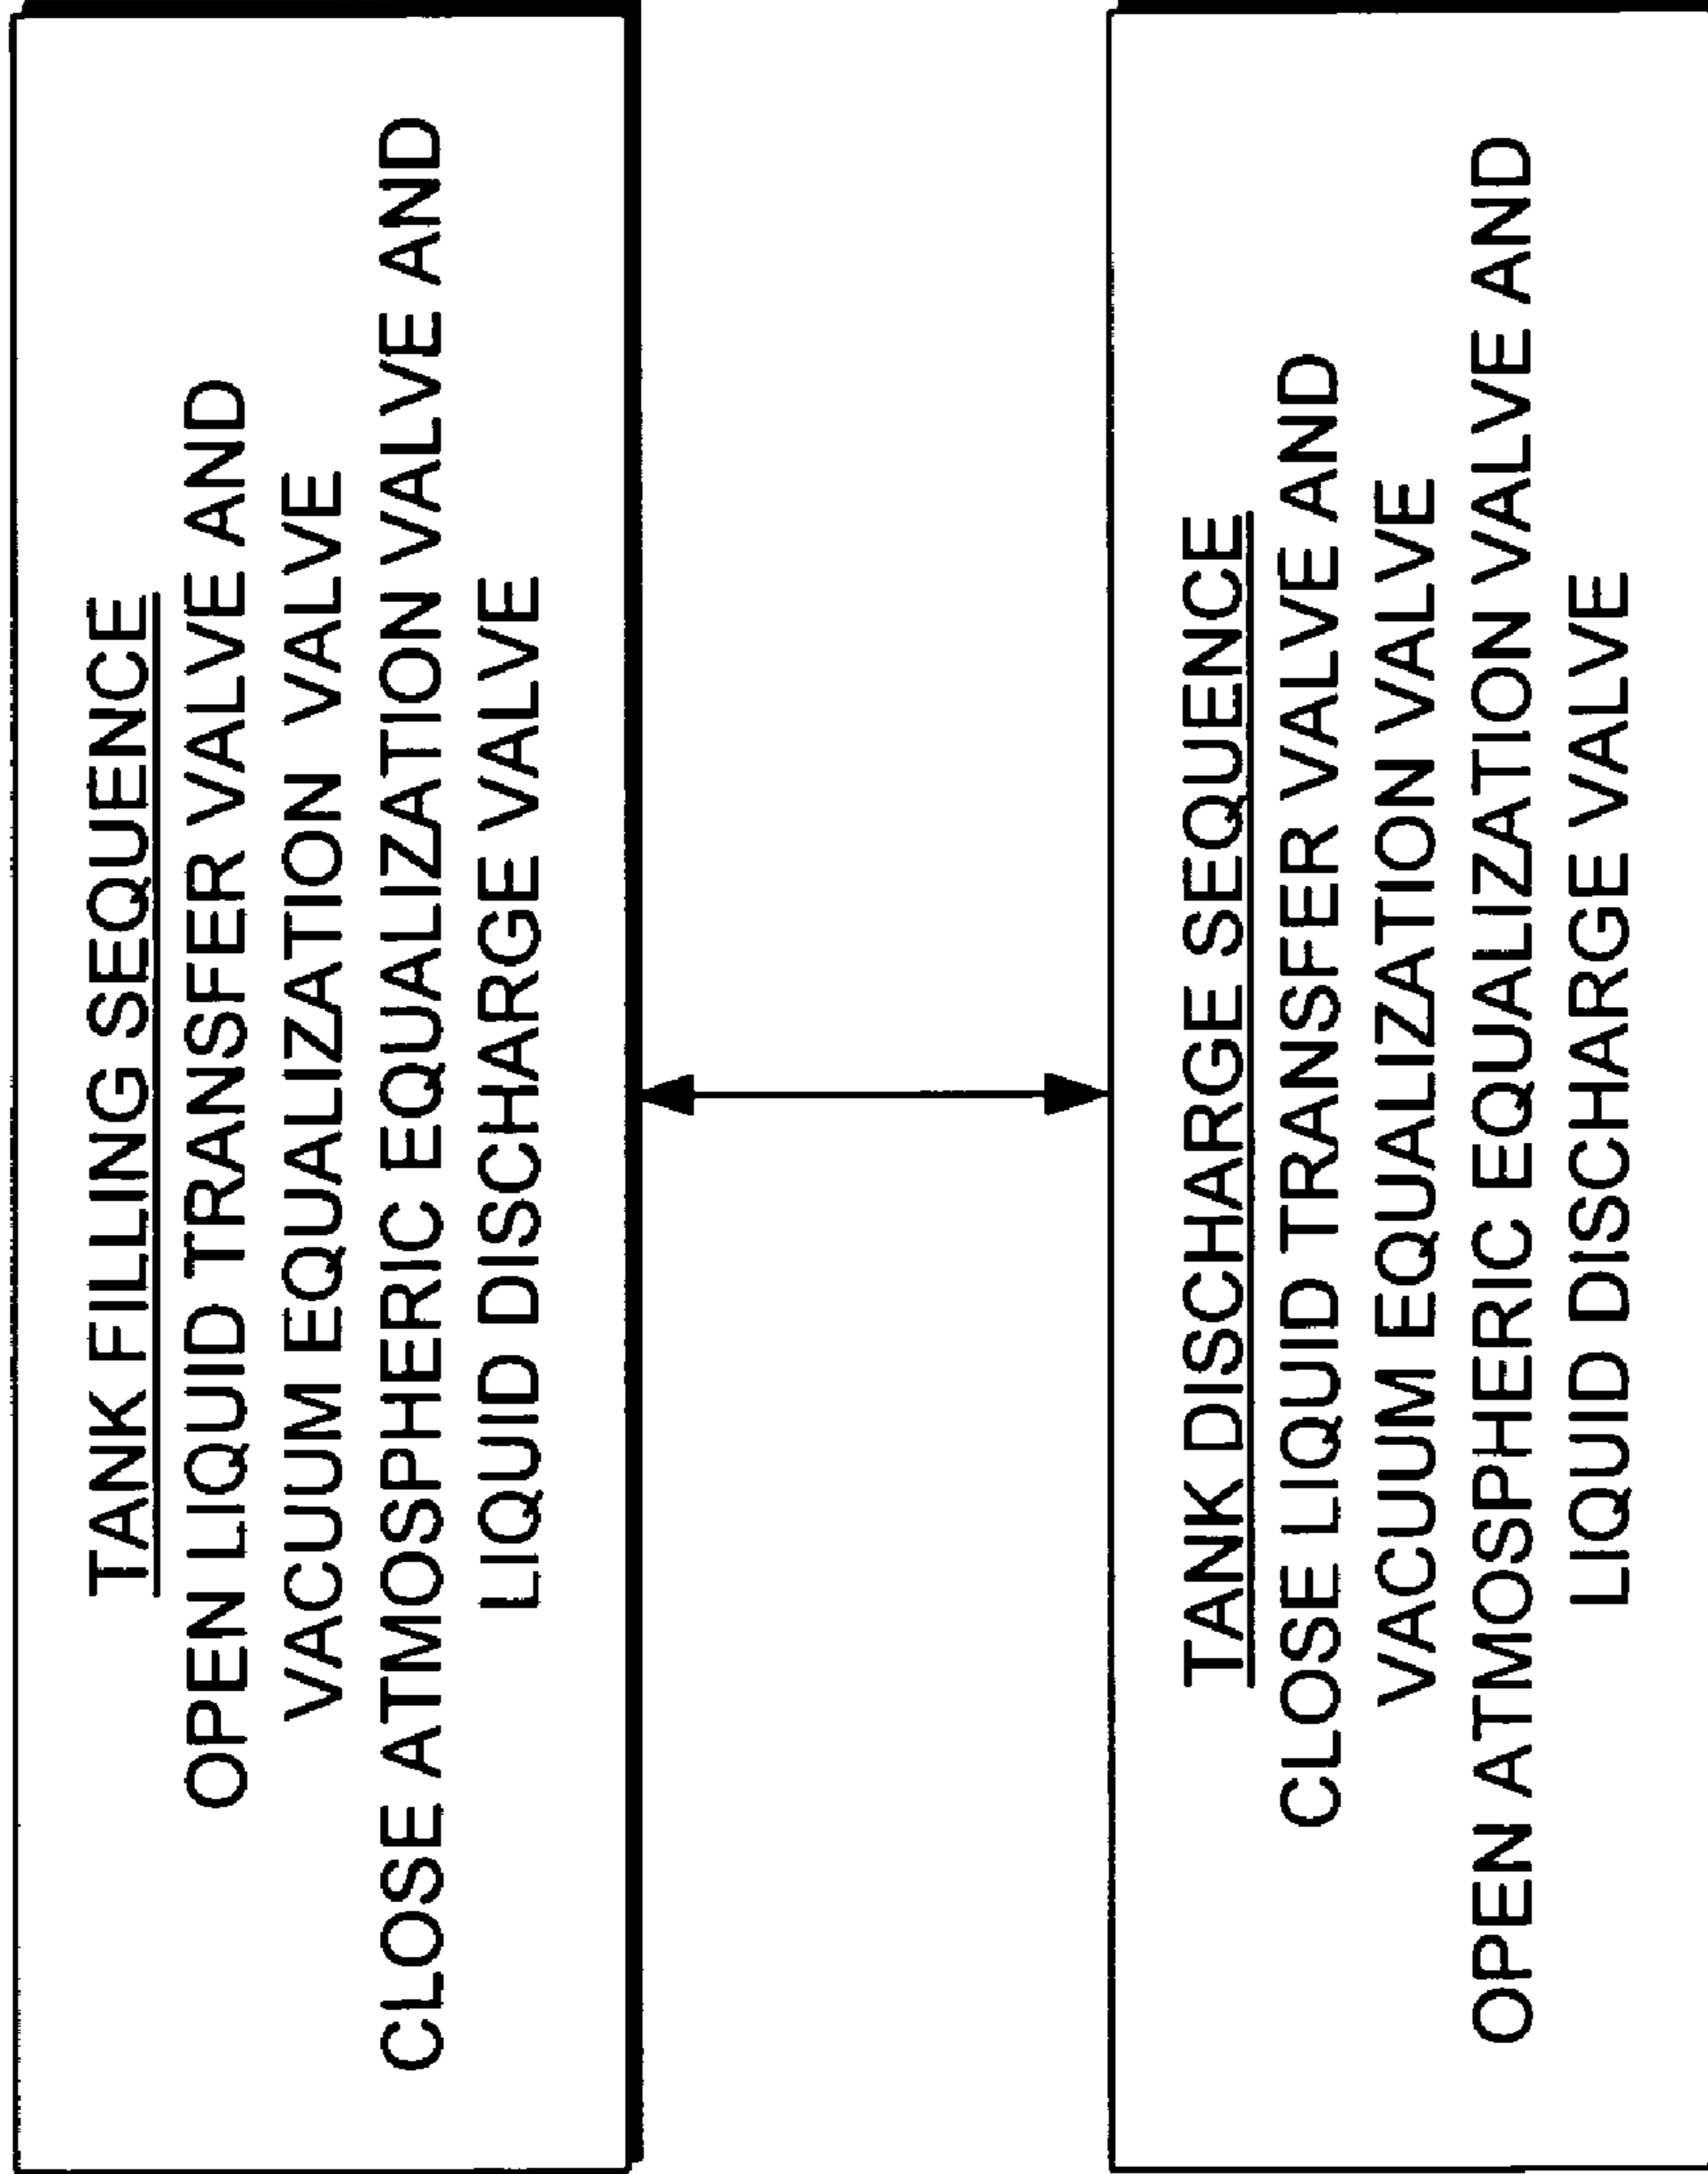 TANK FILLING SEQUENCE
OPEN LIQUID TRANSFER VALVE AND
VACUUM EQUALIZATION VALVE
CLOSE ATMOSPHERIC EQUALIZATION VALVE AND
LIQUID DISCHARGE VALVE
TANK DISCHARGE SEQUENCE
CLOSE LIQUID TRANSFER VALVE AND
VACUUM EQUALIZATION VALVE
OPEN ATMOSPHERIC EQUALIZATION VALVE AND
LIQUID DISCHARGE VALVE